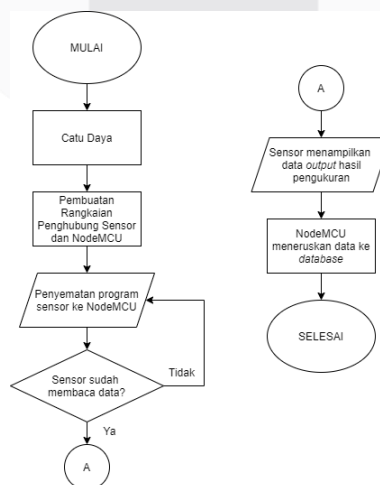 MULAI
Catu Daya
Pembuatan
Rangkaian
Penghubung Sensor
dan NodeMCU
Penyematan program
sensor ke NodeMCU
Sensor sudah
membaca data?
Tidak
Ya
A
A
Sensor menampilkan
data output hasil
pengukuran
NodeMCU
meneruskan data ke
database
SELESAI